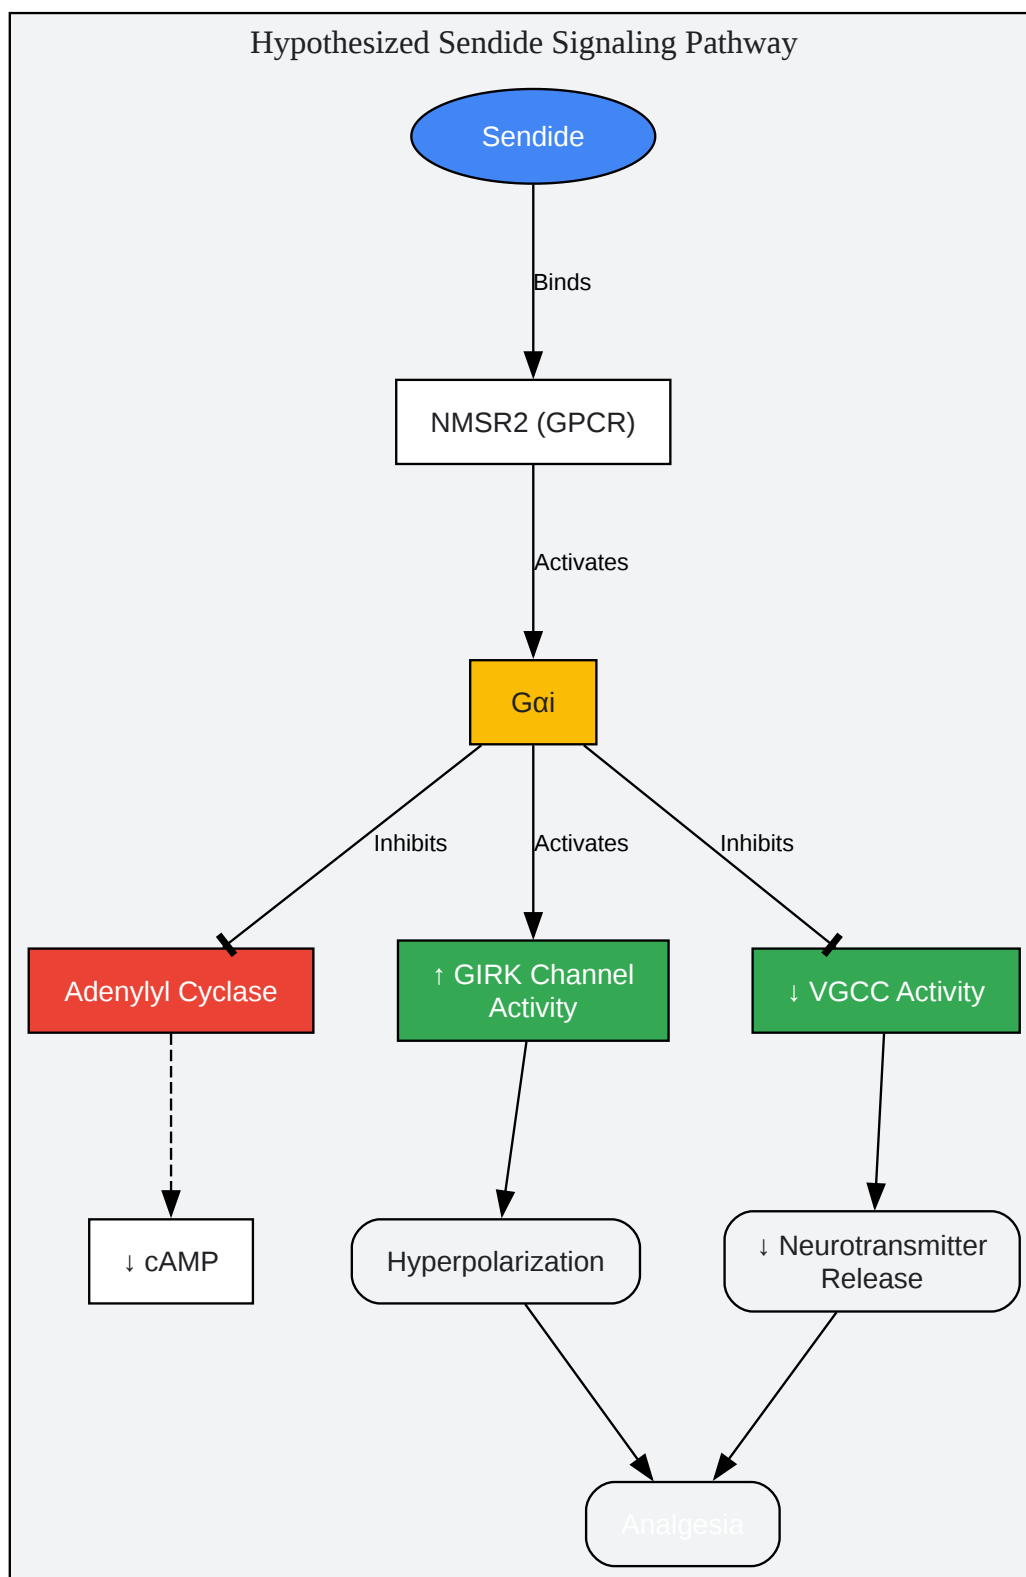 Hypothesized Sendide Signaling Pathway
Sendide
Binds
NMSR2 (GPCR)
Activates
Gαi
Inhibits
Activates
Inhibits
Adenylyl Cyclase
↑ GIRK Channel
Activity
↓ VGCC Activity
↓ cAMP
Hyperpolarization
↓ Neurotransmitter
Release
Analgesia